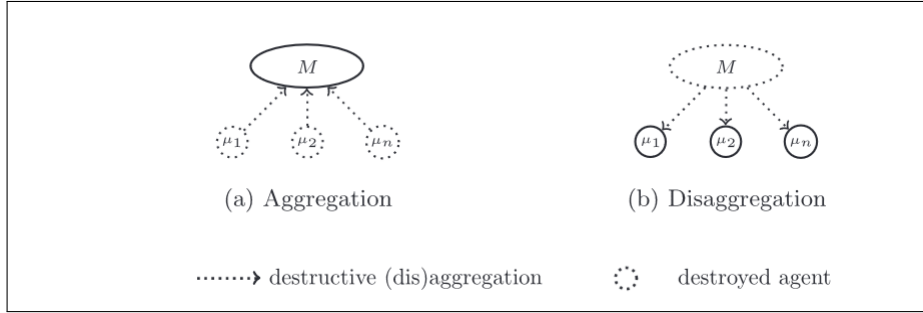 M M
μ1 μ2 μn μ1 μ2 μn
(a) Aggregation (b) Disaggregation
destructive (dis)aggregation destroyed agent